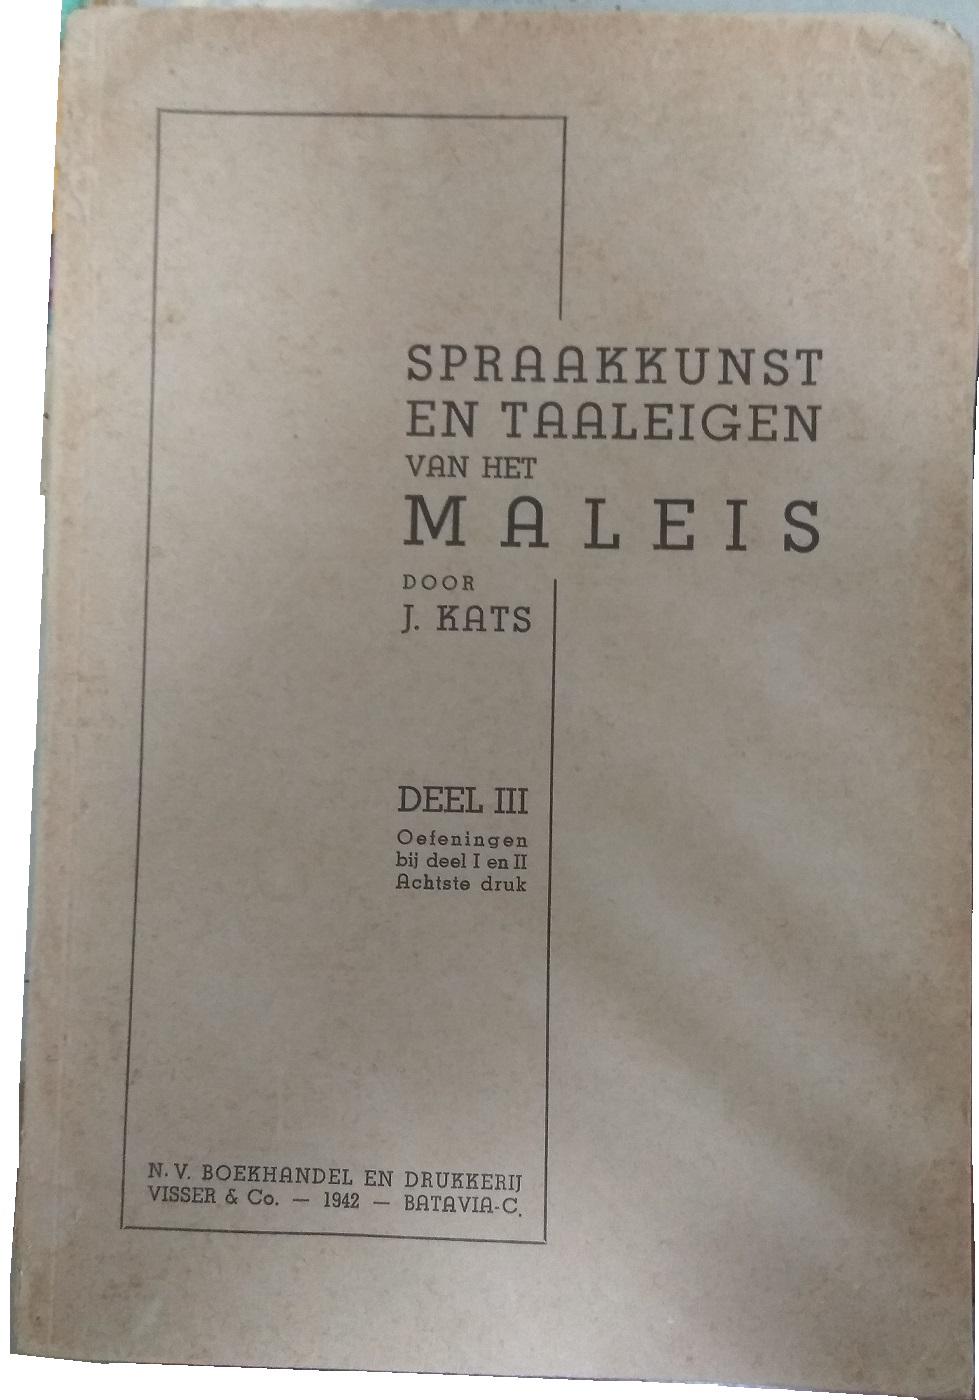 SPRAAKKUNST
EN TAALEIGEN
VAN HET
MALEIS
DOOR
J. KATS
DEEL III
Oefeningen
bij deel I en II
Achtste druk
N.V. BOEKHANDEL EN DRUKKERIJ
VISSER & Co. — 1942 — BATAVIA-C.